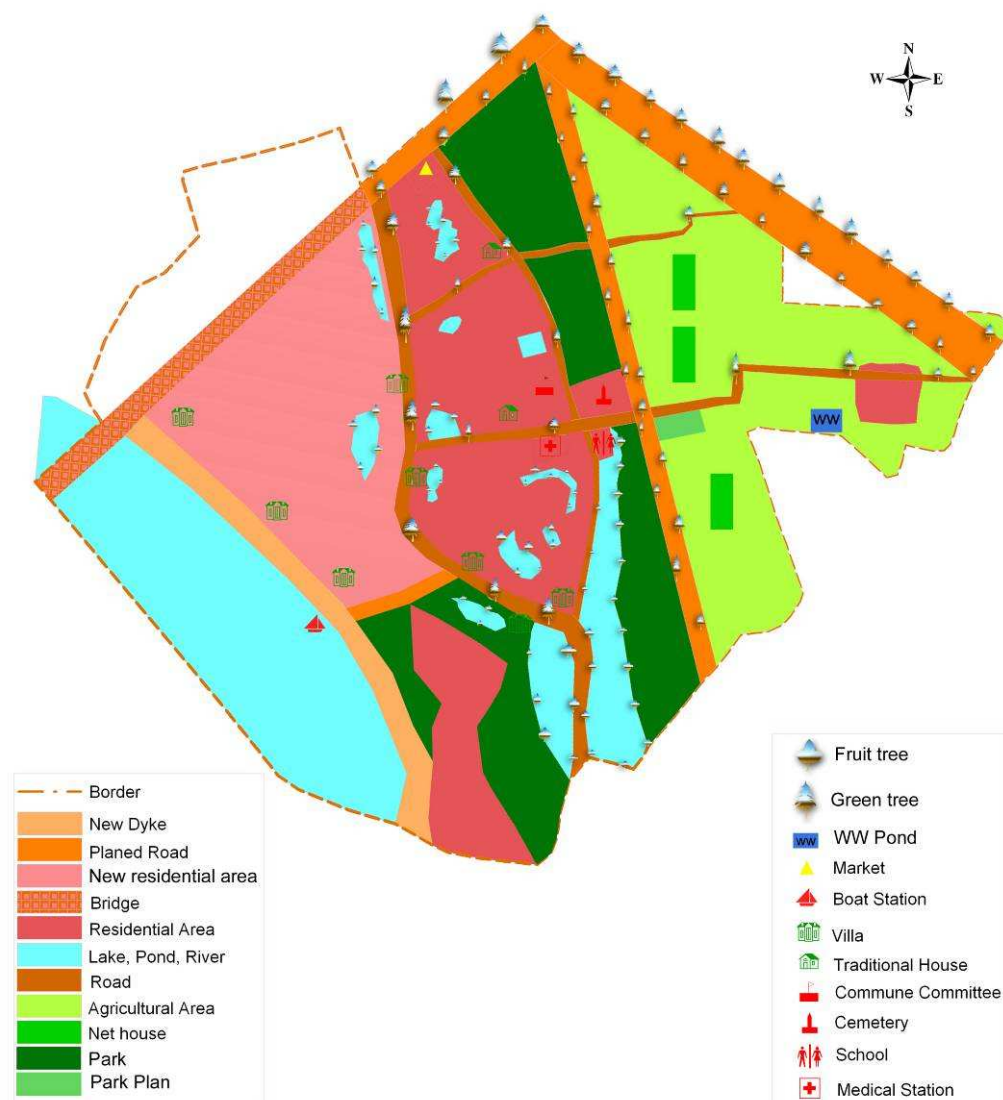 N
W E
S
WW
Border
New Dyke
Planed Road
New residential area
Bridge
Residential Area
Lake, Pond, River
Road
Agricultural Area
Net house
Park
Park Plan
Fruit tree
Green tree
WW WW Pond
Market
Boat Station
Villa
Traditional House
Commune Committee
Cemetery
School
Medical Station